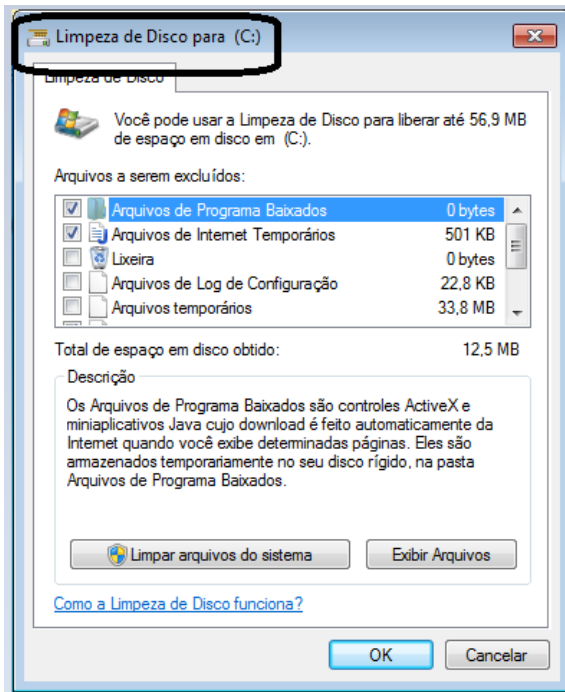 Limpeza de Disco para (C:)
Limpeza de Disco
Você pode usar a Limpeza de Disco para liberar até 56,9 MB
de espaço em disco em (C:).
Arquivos a serem excluídos:
Arquivos de Programa Baixados 0 bytes
Arquivos de Internet Temporários 501 KB
Lixeira 0 bytes
Arquivos de Log de Configuração 22,8 KB
Arquivos temporários 33,8 MB
Total de espaço em disco obtido: 12,5 MB
Descrição
Os Arquivos de Programa Baixados são controles ActiveX e
miniaplicativos Java cujo download é feito automaticamente da
Internet quando você exibe determinadas páginas. Eles são
armazenados temporariamente no seu disco rígido, na pasta
Arquivos de Programa Baixados.
Limpar arquivos do sistema Exibir Arquivos
Como a Limpeza de Disco funciona?
OK Cancelar